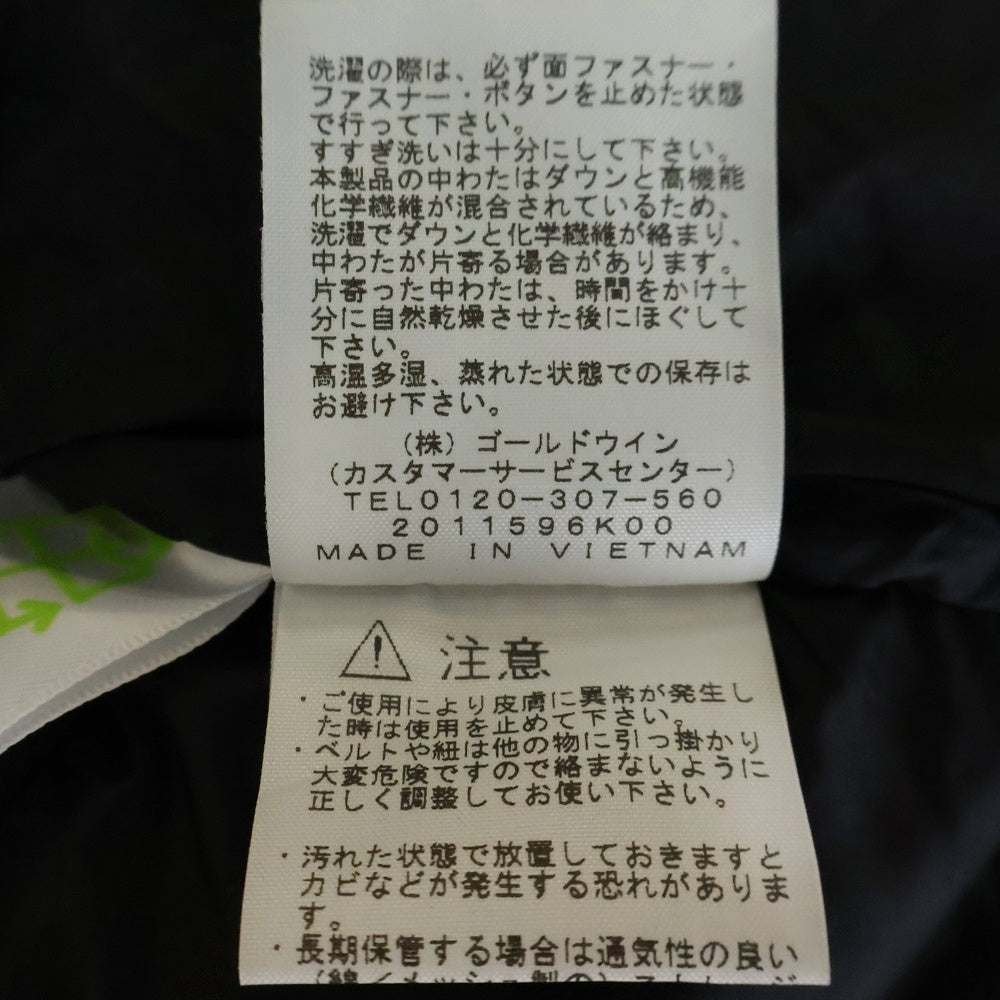 洗濯の際は、必ず面ファスナー・
ファスナー・ボタンを止めた状態
で行って下さい。
すすぎ洗いは十分にして下さい。
本製品の中わたはダウンと高機能
化学繊維が混合されているため、
洗濯でダウンと化学繊維が絡まり、
中わたが片寄る場合があります。
片寄った中わたは、時間をかけ十
分に自然乾燥させた後にほぐして
下さい。
高温多湿、蒸れた状態での保存は
お避け下さい。
(株)ゴールドウイン
(カスタマーサービスセンター)
TEL0120-307-560
2011596K00
MADE IN VIETNAM
注意
・ご使用により皮膚に異常が発生し
た時は使用を止めて下さい。
・ベルトや紐は他の物に引っ掛かり
大変危険ですので絡まないように
正しく調整してお使い下さい。
・汚れた状態で放置しておきますと
カビなどが発生する恐れがありま
す。
・長期保管する場合は通気性の良い